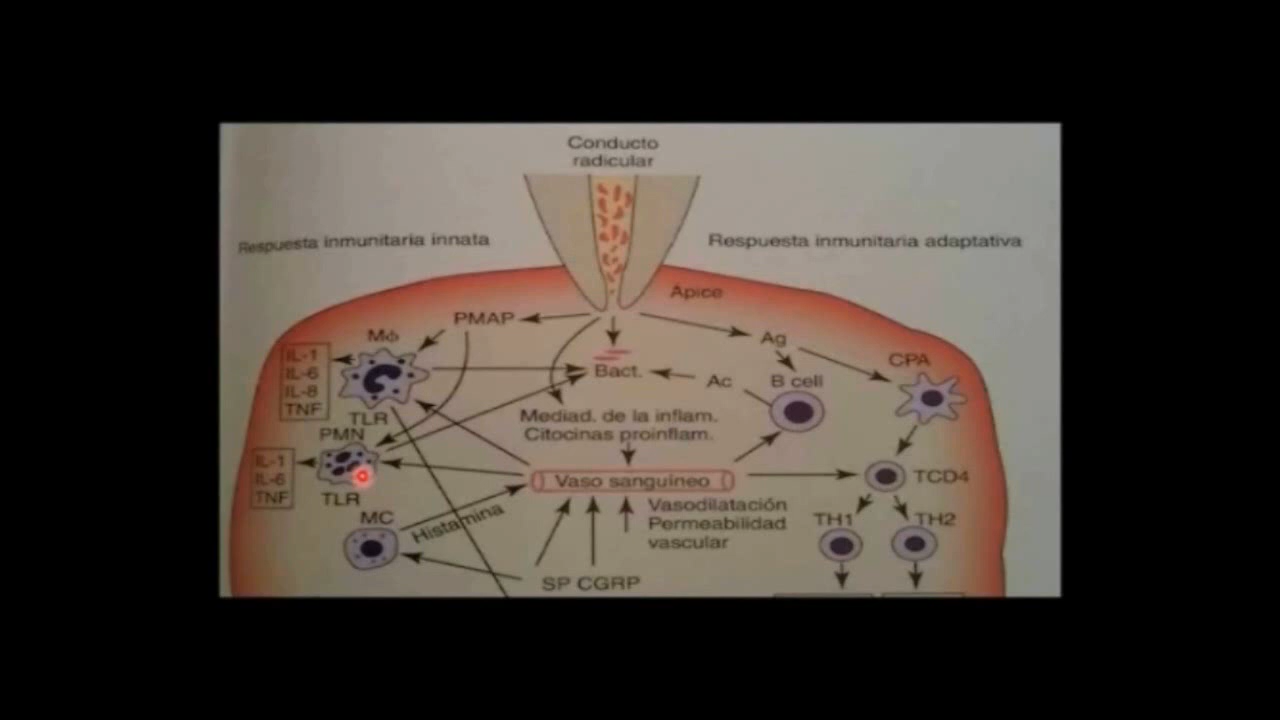 Conducto
radicular
Respuesta inmunitaria innata
Respuesta inmunitaria adaptativa
Apice
PMAP
Ag
MΦ
CPA
IL-1
IL-6
IL-8
TNF
Bact.
Ac
B cell
TLR
Mediad. de la inflam.
Citocinas proinflam.
PMN
IL-1
IL-6
TNF
Vaso sanguíneo
TCD4
TLR
Vasodilatación
Permeabilidad
vascular
MC
Histamina
TH1
TH2
SP CGRP